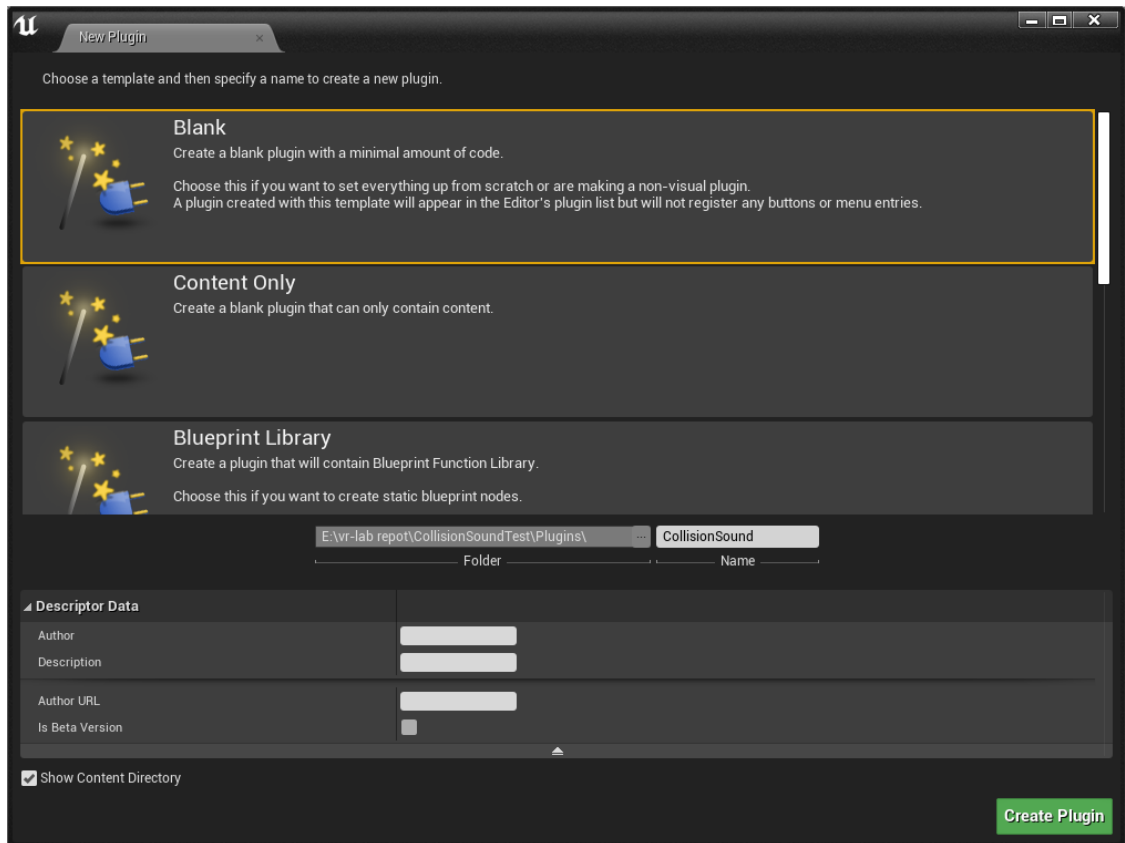 New Plugin
Choose a template and then specify a name to create a new plugin.
Blank
Create a blank plugin with a minimal amount of code.
Choose this if you want to set everything up from scratch or are making a non-visual plugin.
A plugin created with this template will appear in the Editor's plugin list but will not register any buttons or menu entries.
Content Only
Create a blank plugin that can only contain content.
Blueprint Library
Create a plugin that will contain Blueprint Function Library.
Choose this if you want to create static blueprint nodes.
E:\vr-lab repot\CollisionSoundTest\Plugins\ ... CollisionSound
Folder Name
Descriptor Data
Author
Description
Author URL
Is Beta Version
Show Content Directory
Create Plugin